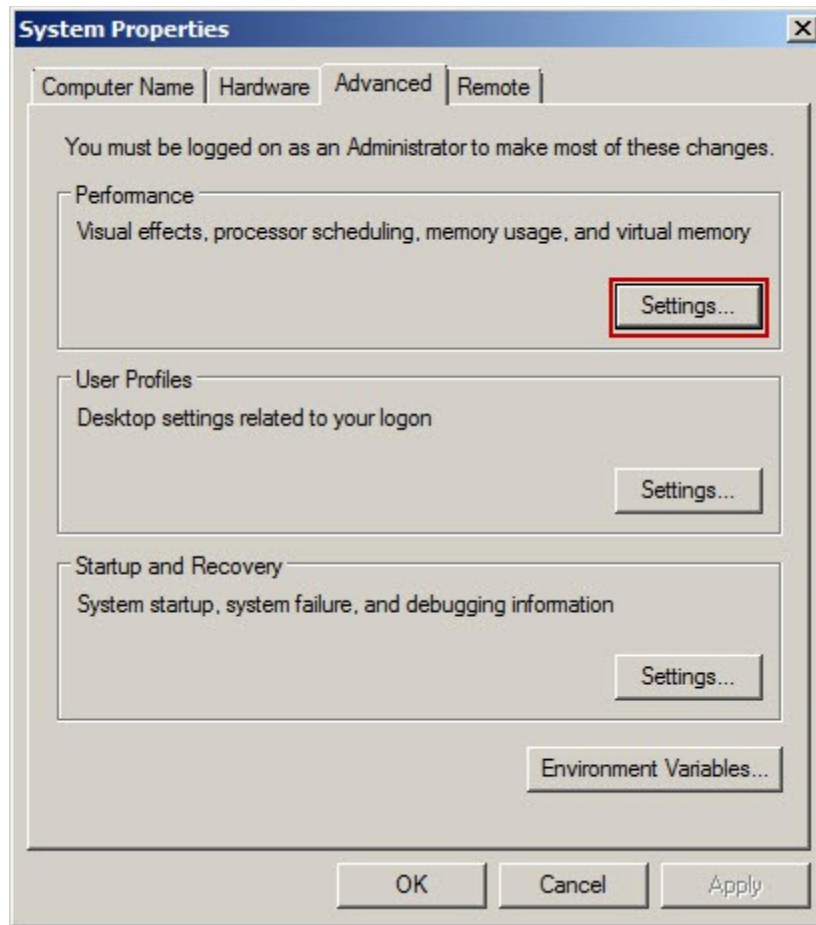 System Properties
Computer Name
Hardware
Advanced
Remote
You must be logged on as an Administrator to make most of these changes.
Performance
Visual effects, processor scheduling, memory usage, and virtual memory
Settings...
User Profiles
Desktop settings related to your logon
Settings...
Startup and Recovery
System startup, system failure, and debugging information
Settings...
Environment Variables...
OK
Cancel
Apply